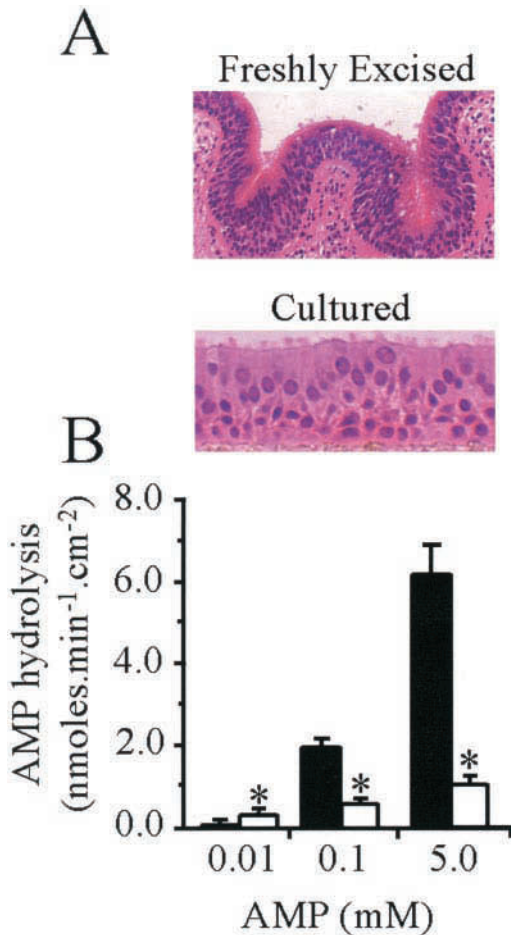 A
Freshly Excised
Cultured
B
AMP hydrolysis
(nmoles.min⁻¹.cm⁻²)
8.0
6.0
4.0
2.0
0.0
*
*
*
0.01
0.1
5.0
AMP (mM)